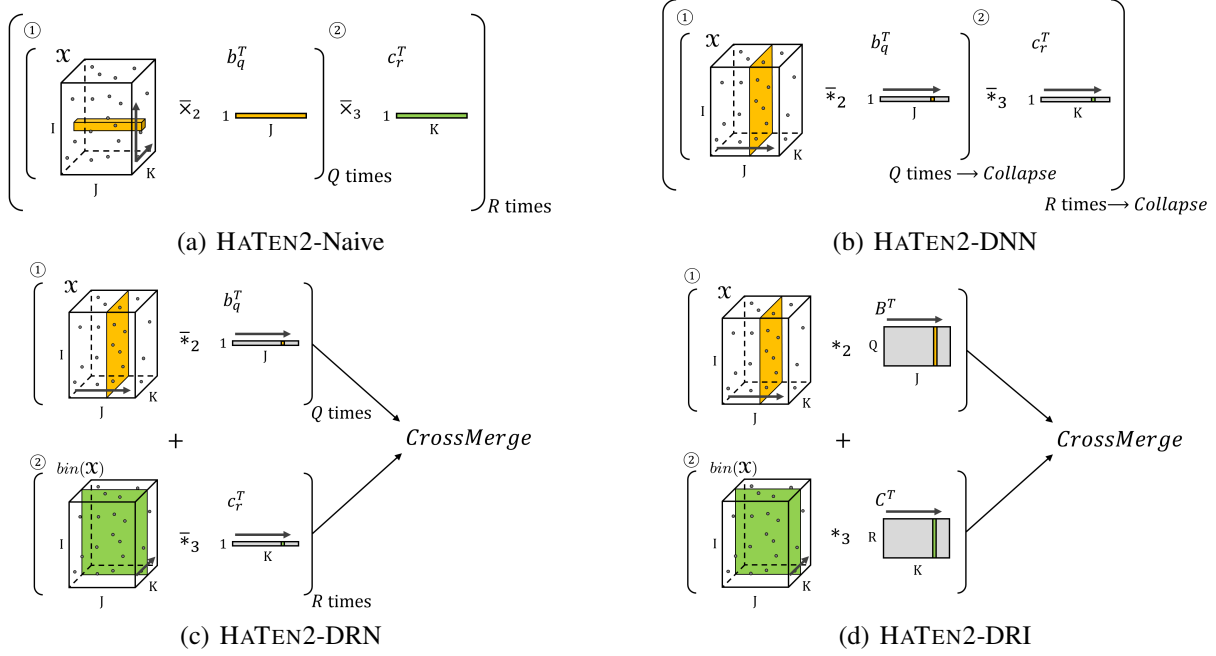 ① ②
𝔛 b_q^T c_r^T
I ×̄₂ 1 ×̄₃ 1
J K
K
J
Q times
R times
(a) HATEN2-Naive
① ②
𝔛 b_q^T c_r^T
I *̄₂ 1 *̄₃ 1
J K
K
J
Q times → Collapse
R times→ Collapse
(b) HATEN2-DNN
①
𝔛 b_q^T
I *̄₂ 1
J
K
J
Q times
+
CrossMerge
② bin(𝔛)
c_r^T
I *̄₃ 1
K
K
J
R times
(c) HATEN2-DRN
①
𝔛 B^T
I *₂ Q
J
K
J
+
CrossMerge
② bin(𝔛)
C^T
I *₃ R
K
K
J
(d) HATEN2-DRI